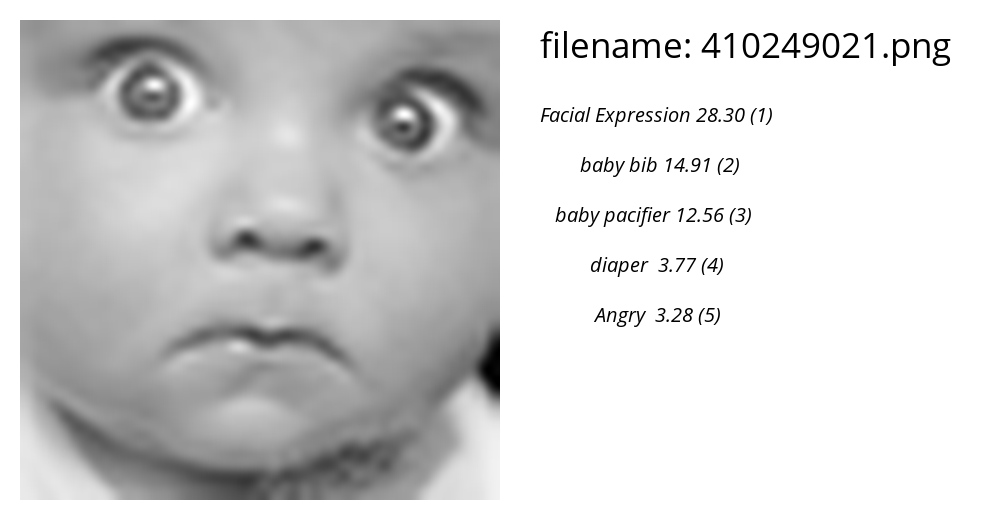 filename: 410249021.png
Facial Expression 28.30 (1)
baby bib 14.91 (2)
baby pacifier 12.56 (3)
diaper  3.77 (4)
Angry  3.28 (5)